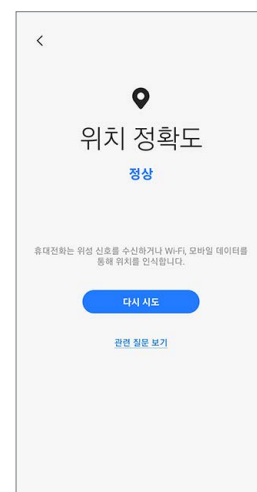 위치 정확도
정상
휴대전화는 위성 신호를 수신하거나 Wi-Fi, 모바일 데이터를
통해 위치를 인식합니다.
다시 시도
관련 질문 보기